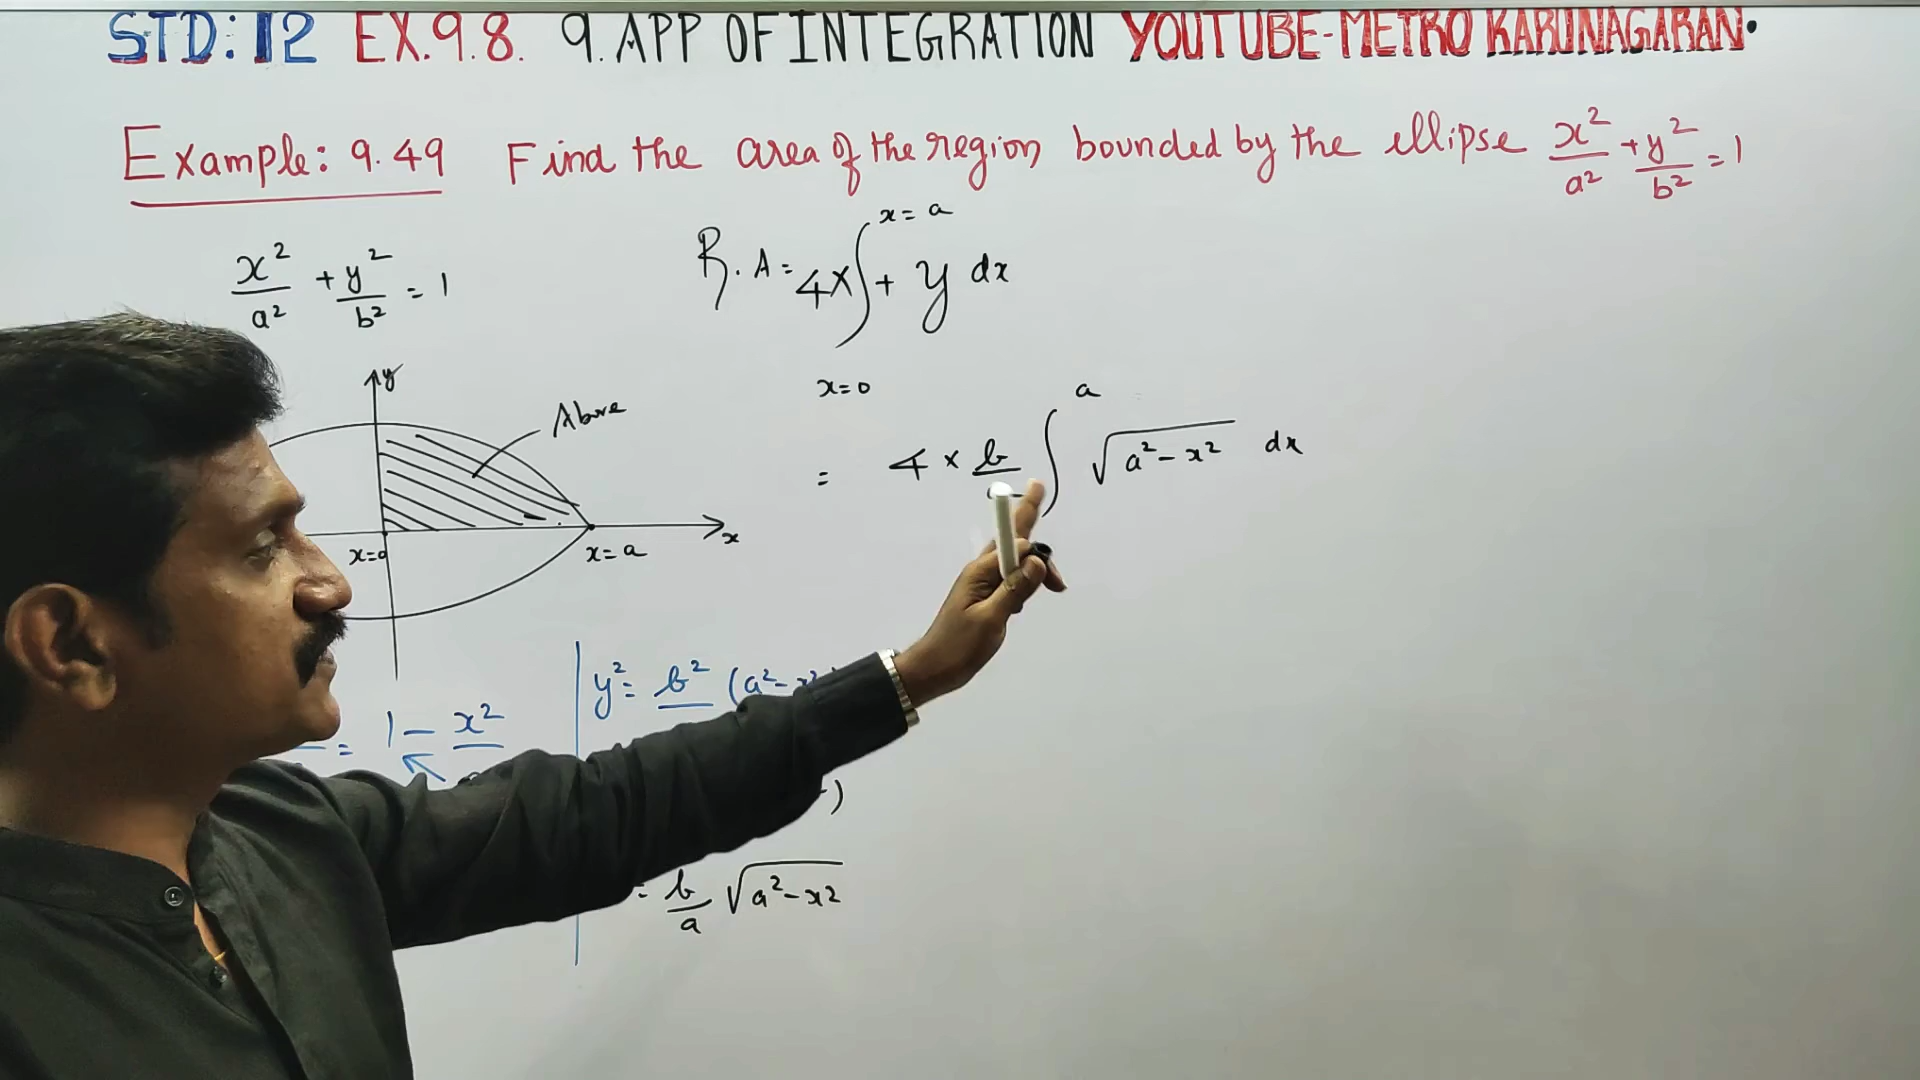 STD: 12 EX.9.8. 9. APP OF INTEGRATION YOUTUBE-METRO KARUNAGARAN.
Example: 9.49 Find the area of the region bounded by the ellipse x²/a² + y²/b² = 1
x²/a² + y²/b² = 1
y
Above
x=0
x=a
x
R.A = 4× ∫ + y dx
x=a
x=0
= 4 × b ∫ √(a²-x²) dx
a
= 1 - x²
y² = b² (a²-x²
)
= b/a √(a²-x²)